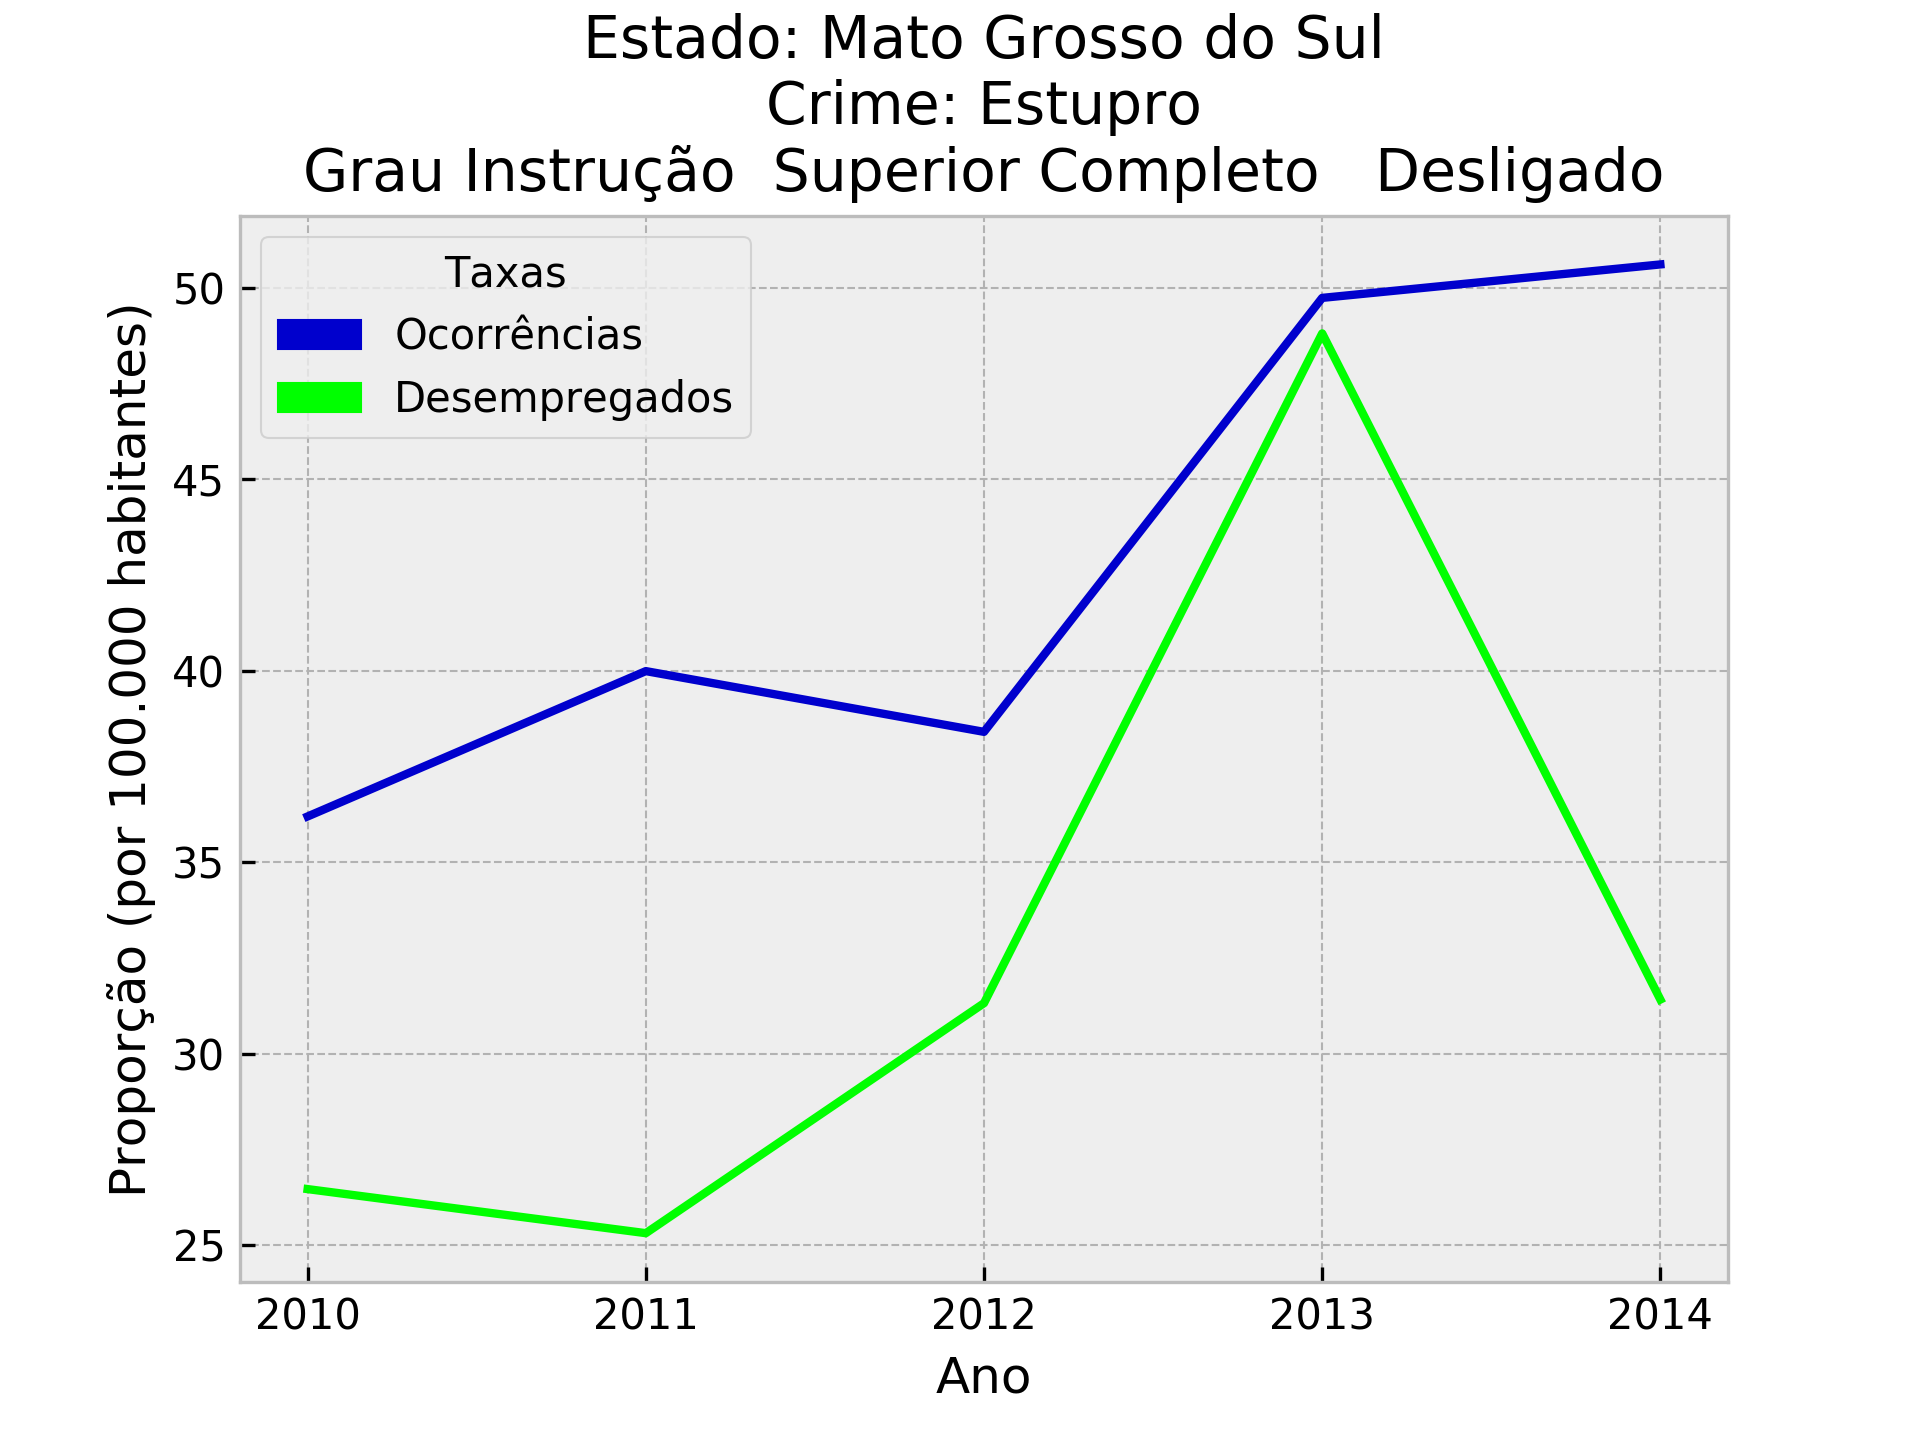 Estado: Mato Grosso do Sul
Crime: Estupro
Grau Instrução  Superior Completo   Desligado
Taxas
Ocorrências
Desempregados
Proporção (por 100.000 habitantes)
50
45
40
35
30
25
2010 2011 2012 2013 2014
Ano